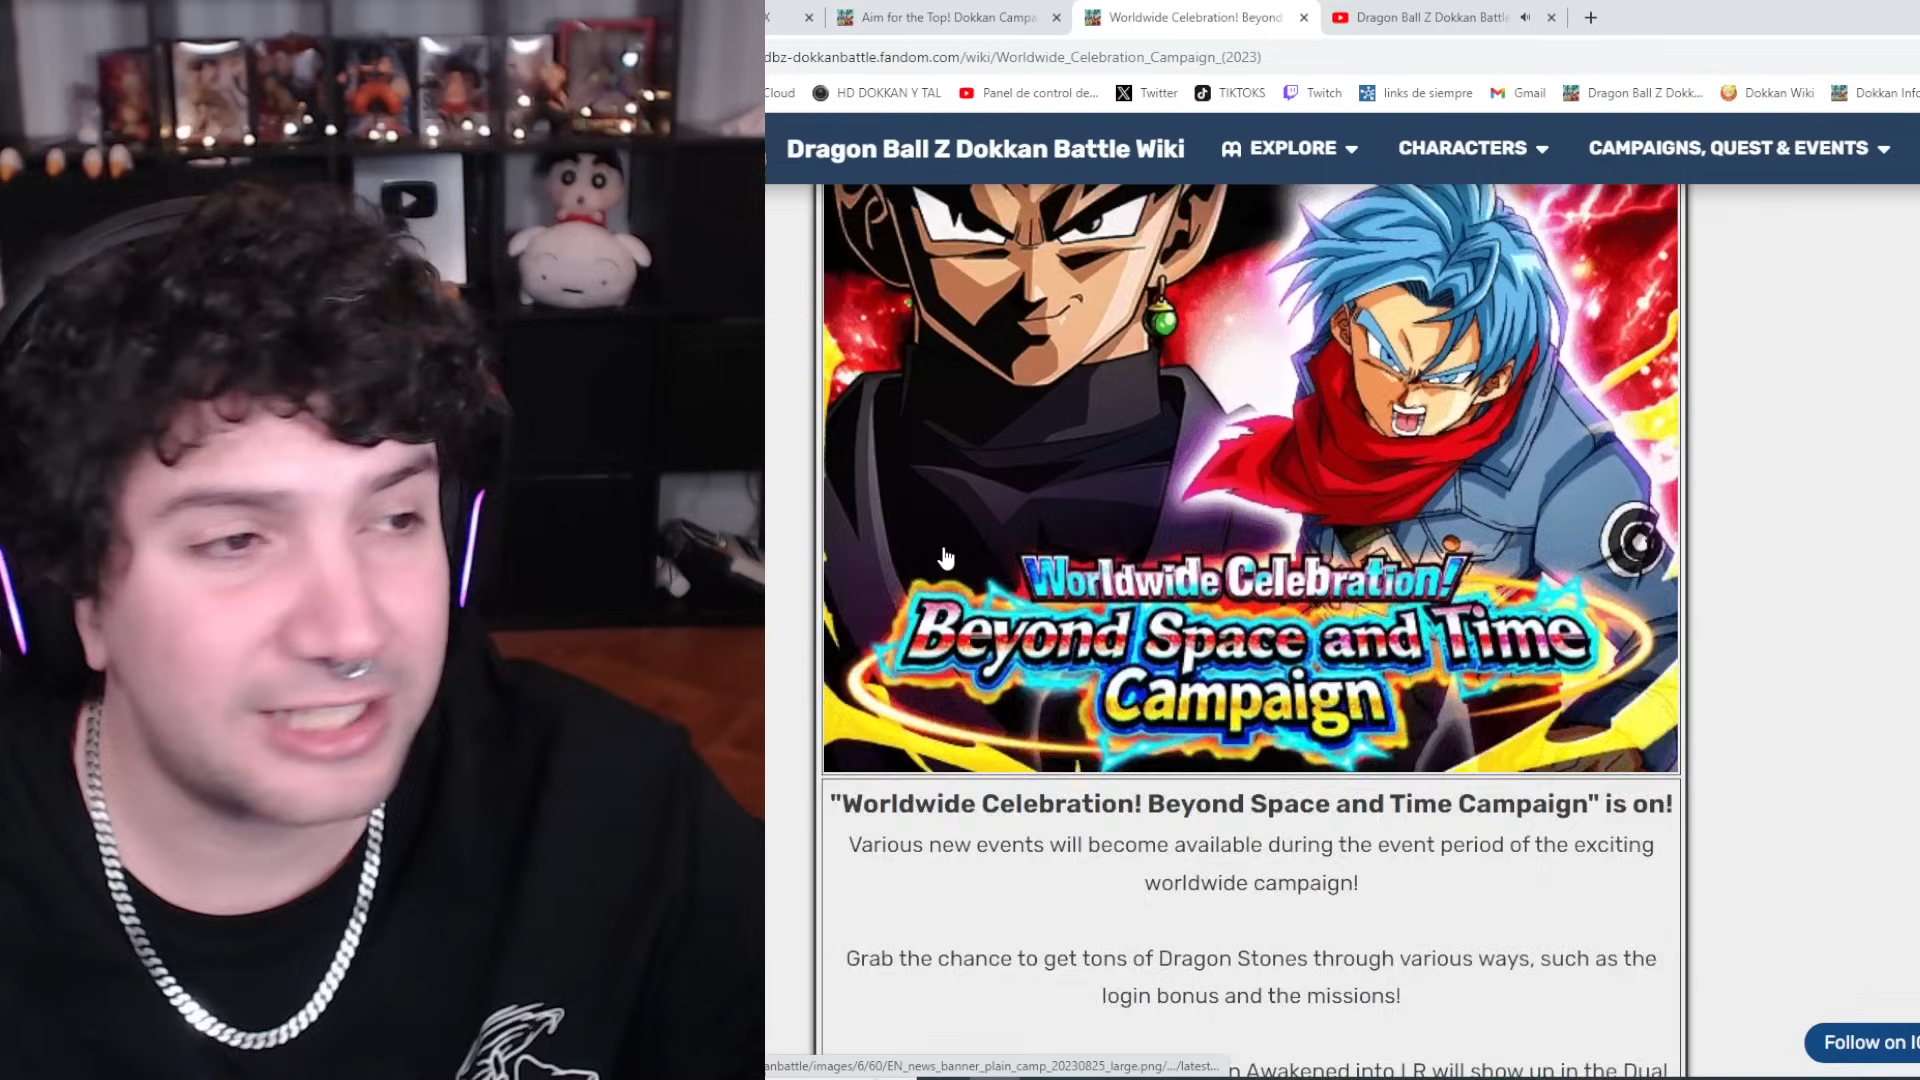 Aim for the Top! Dokkan Campa
Worldwide Celebration! Beyond
Dragon Ball Z Dokkan Battle
dbz-dokkanbattle.fandom.com/wiki/Worldwide_Celebration_Campaign_(2023)
Cloud HD DOKKAN Y TAL Panel de control de... Twitter TIKTOKS Twitch links de siempre Gmail Dragon Ball Z Dokk... Dokkan Wiki Dokkan Info
Dragon Ball Z Dokkan Battle Wiki EXPLORE CHARACTERS CAMPAIGNS, QUEST & EVENTS
Worldwide Celebration!
Beyond Space and Time
Campaign
"Worldwide Celebration! Beyond Space and Time Campaign" is on!
Various new events will become available during the event period of the exciting
worldwide campaign!
Grab the chance to get tons of Dragon Stones through various ways, such as the
login bonus and the missions!
Follow on IG
anbattle/images/6/60/EN_news_banner_plain_camp_20230825_large.png/.../latest...
n Awakened into LR will show up in the Dual